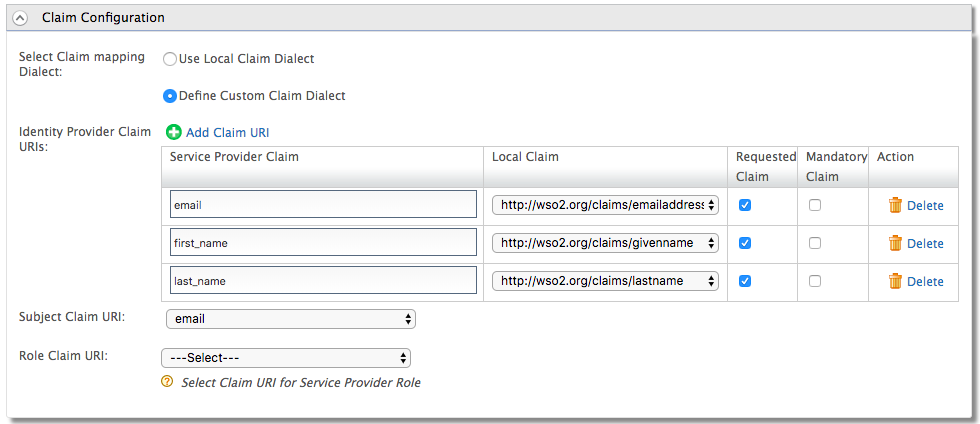 Claim Configuration
Select Claim mapping
Dialect:
Use Local Claim Dialect
Define Custom Claim Dialect
Identity Provider Claim
URIs:
Add Claim URI
Service Provider Claim Local Claim Requested Mandatory Action
Claim Claim
email http://wso2.org/claims/emailaddress Delete
first_name http://wso2.org/claims/givenname Delete
last_name http://wso2.org/claims/lastname Delete
Subject Claim URI: email
Role Claim URI: ---Select---
? Select Claim URI for Service Provider Role